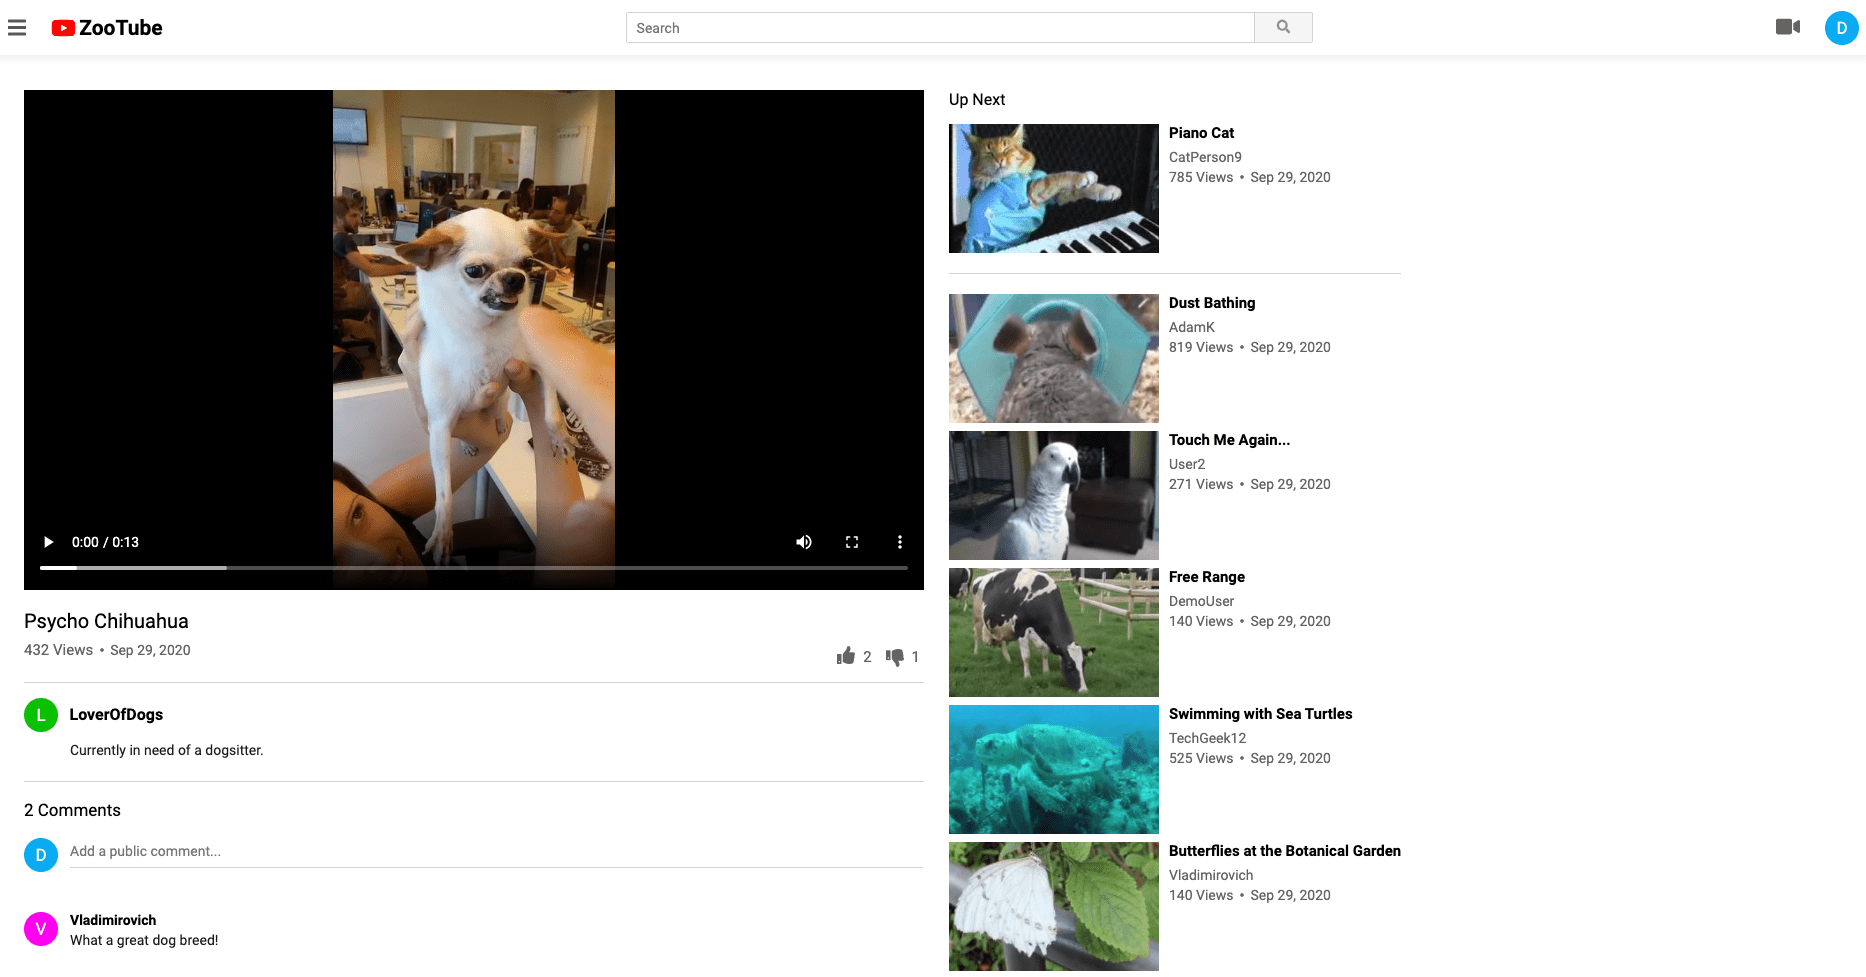 ZooTube
Search
D
0:00 / 0:13
Psycho Chihuahua
432 Views • Sep 29, 2020
2 1
L LoverOfDogs
Currently in need of a dogsitter.
2 Comments
D Add a public comment...
V Vladimirovich
What a great dog breed!
Up Next
Piano Cat
CatPerson9
785 Views • Sep 29, 2020
Dust Bathing
AdamK
819 Views • Sep 29, 2020
Touch Me Again...
User2
271 Views • Sep 29, 2020
Free Range
DemoUser
140 Views • Sep 29, 2020
Swimming with Sea Turtles
TechGeek12
525 Views • Sep 29, 2020
Butterflies at the Botanical Garden
Vladimirovich
140 Views • Sep 29, 2020